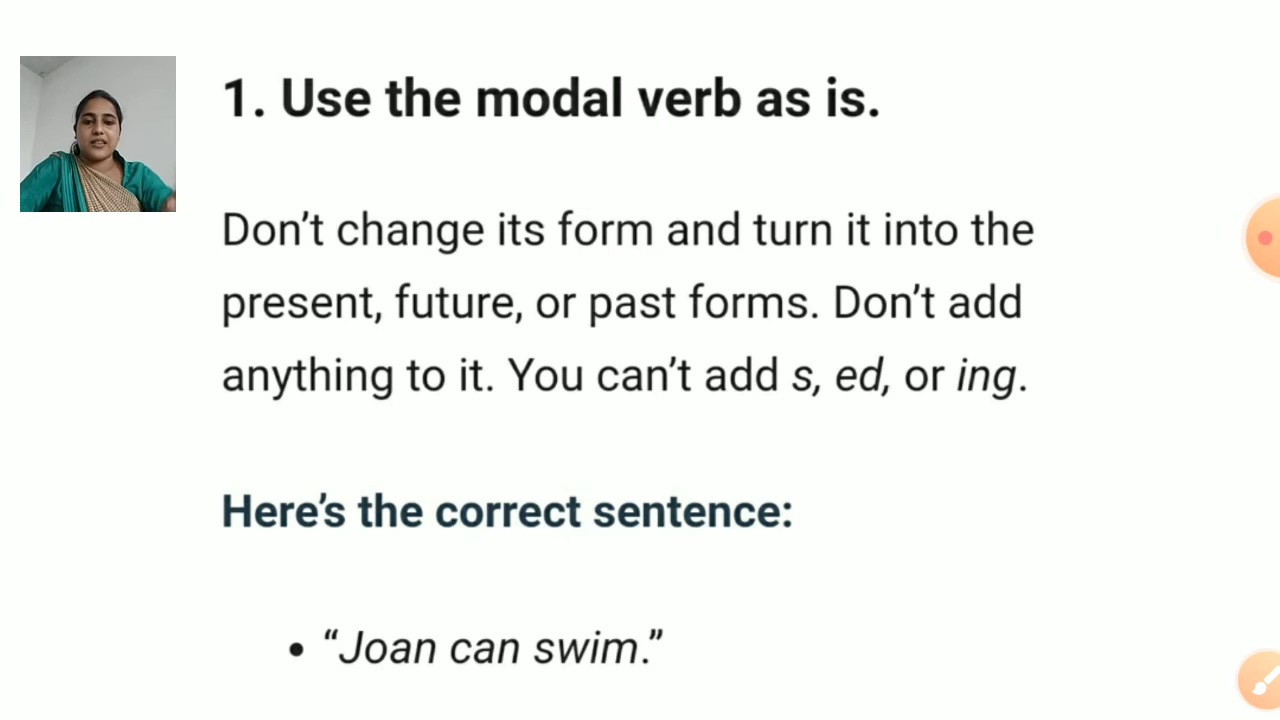 1. Use the modal verb as is.
Don’t change its form and turn it into the
present, future, or past forms. Don’t add
anything to it. You can’t add s, ed, or ing.
Here’s the correct sentence:
• “Joan can swim.”